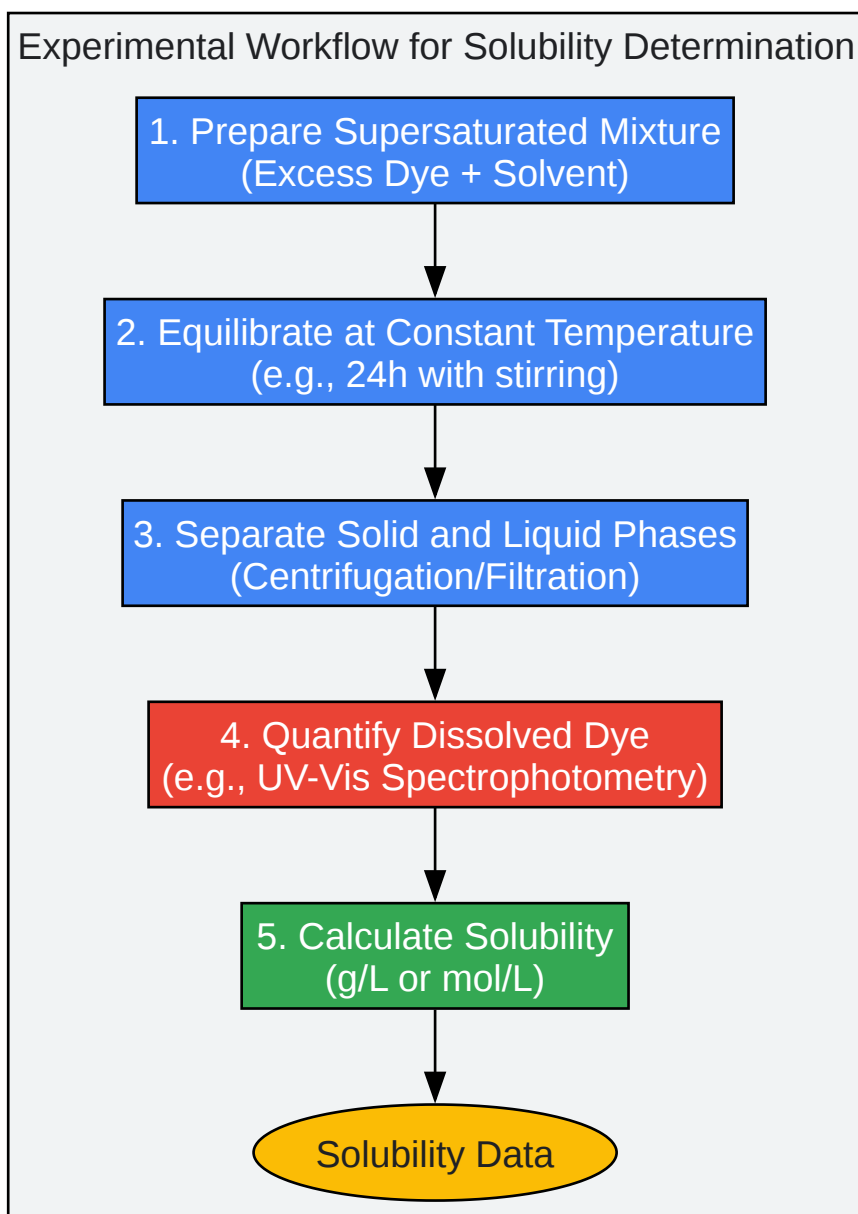 Experimental Workflow for Solubility Determination
1. Prepare Supersaturated Mixture
(Excess Dye + Solvent)
2. Equilibrate at Constant Temperature
(e.g., 24h with stirring)
3. Separate Solid and Liquid Phases
(Centrifugation/Filtration)
4. Quantify Dissolved Dye
(e.g., UV-Vis Spectrophotometry)
5. Calculate Solubility
(g/L or mol/L)
Solubility Data